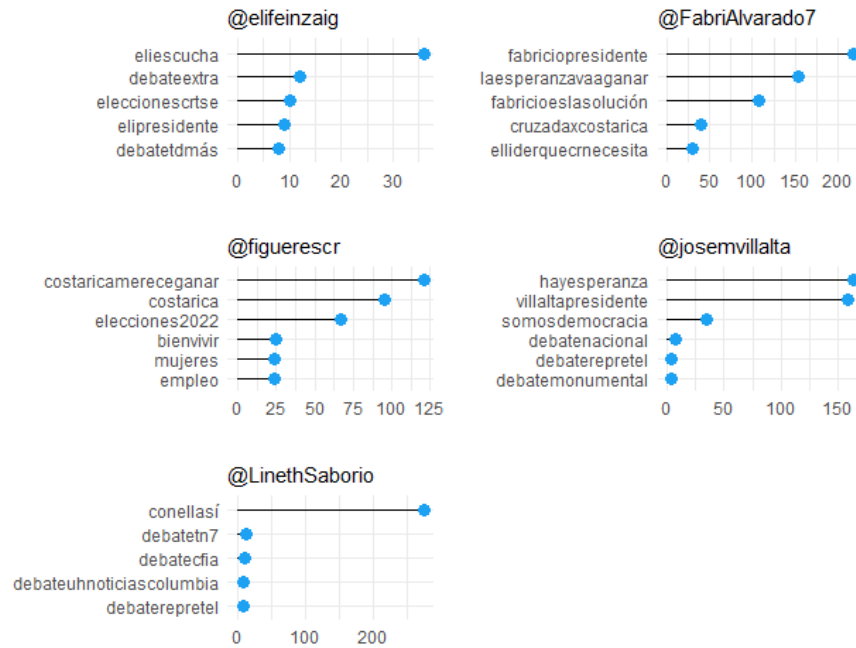 @elifeinzaig
eliescucha
debateextra
eleccionescrtse
elipresidente
debatetdmás
0 10 20 30
@FabriAlvarado7
fabriciopresidente
laesperanzavaaganar
fabricioeslasolución
cruzadaxcostarica
elliderquecrnecesita
0 50 100 150 200
@figuerescr
costaricamereceganar
costarica
elecciones2022
bienvivir
mujeres
empleo
0 25 50 75 100 125
@josemvillalta
hayesperanza
villaltapresidente
somosdemocracia
debatenacional
debaterepretel
debatemonumental
0 50 100 150
@LinethSaborio
conellasí
debatetn7
debatecfia
debateuhnoticiascolumbia
debaterepretel
0 100 200